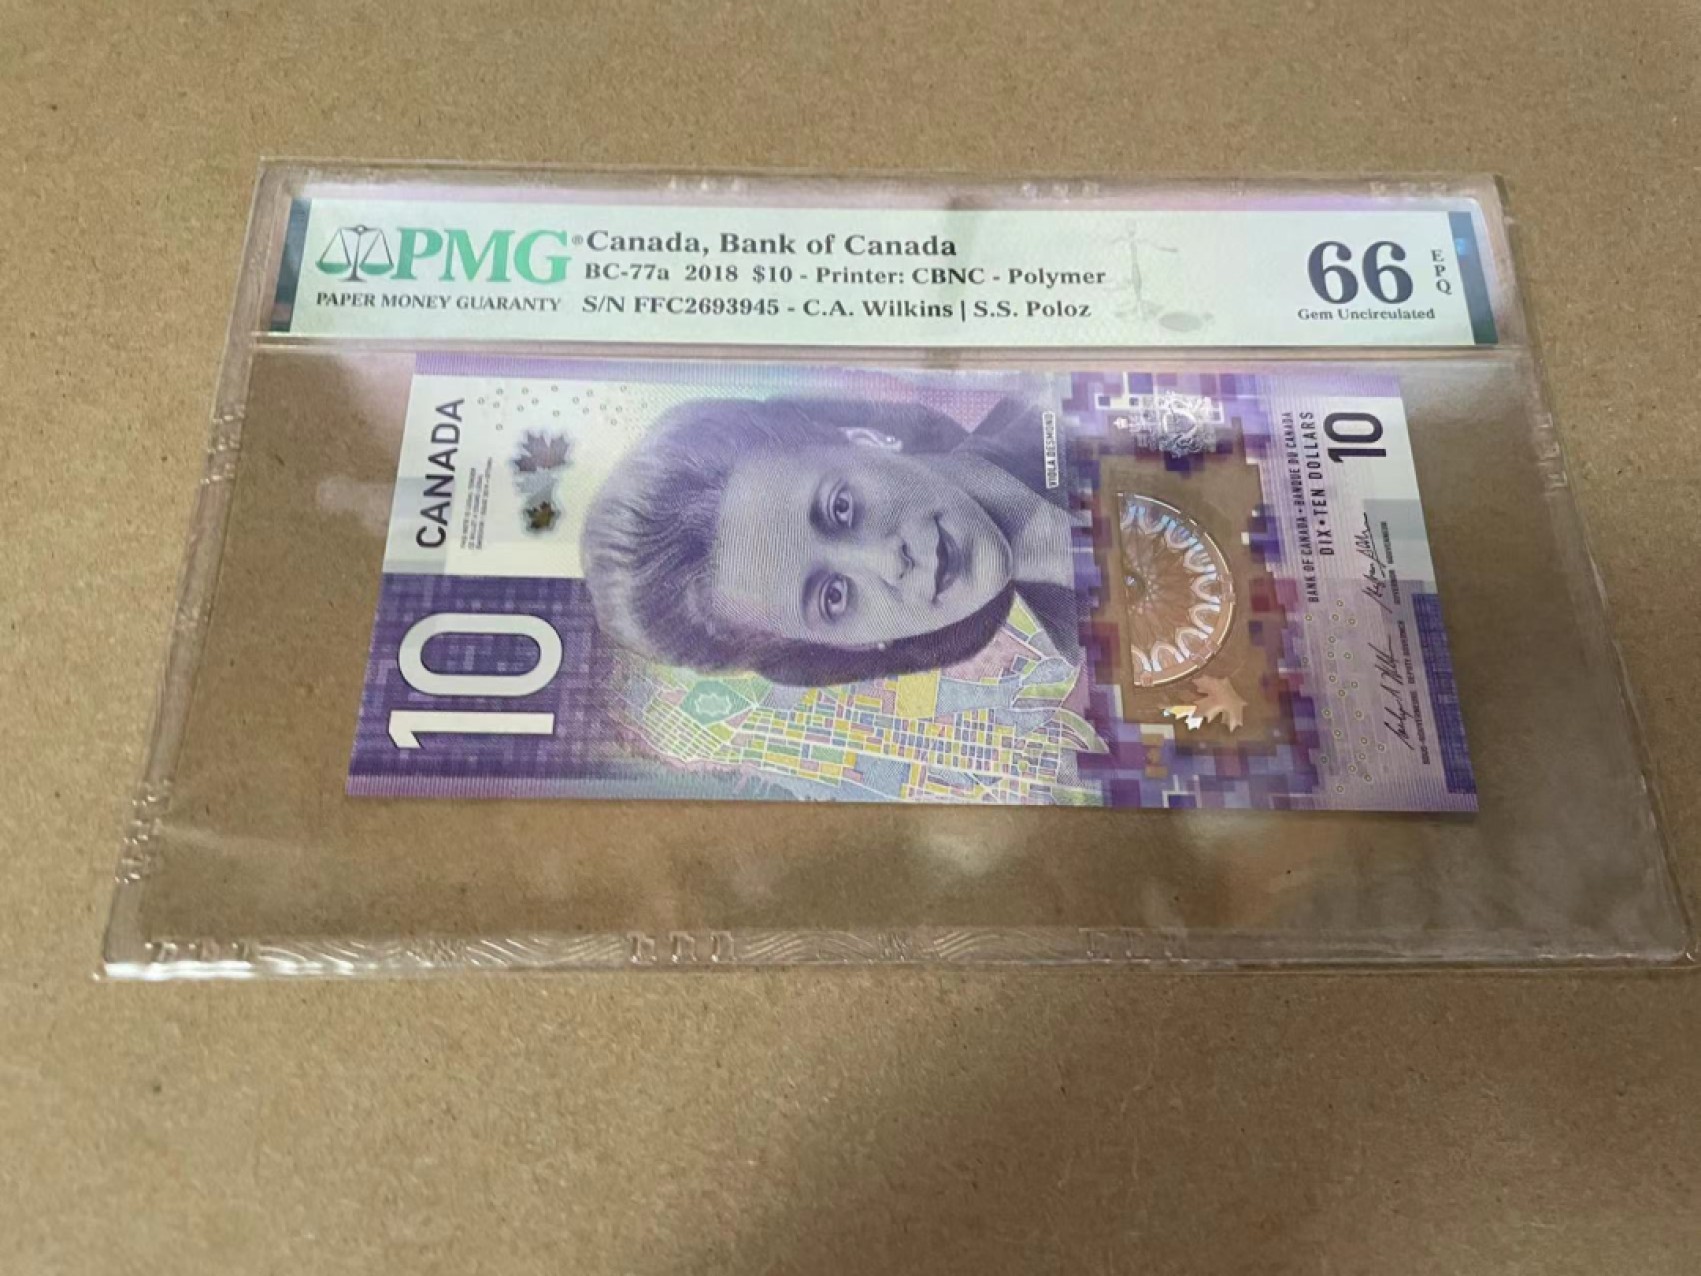 PMG®
PAPER MONEY GUARANTY
Canada, Bank of Canada
BC-77a 2018 $10 - Printer: CBNC - Polymer
S/N FFC2693945 - C.A. Wilkins | S.S. Poloz
66
EPQ
Gem Uncirculated
CANADA
10
VIOLA DESMOND
BANK OF CANADA • BANQUE DU CANADA
DIX • TEN DOLLARS
10